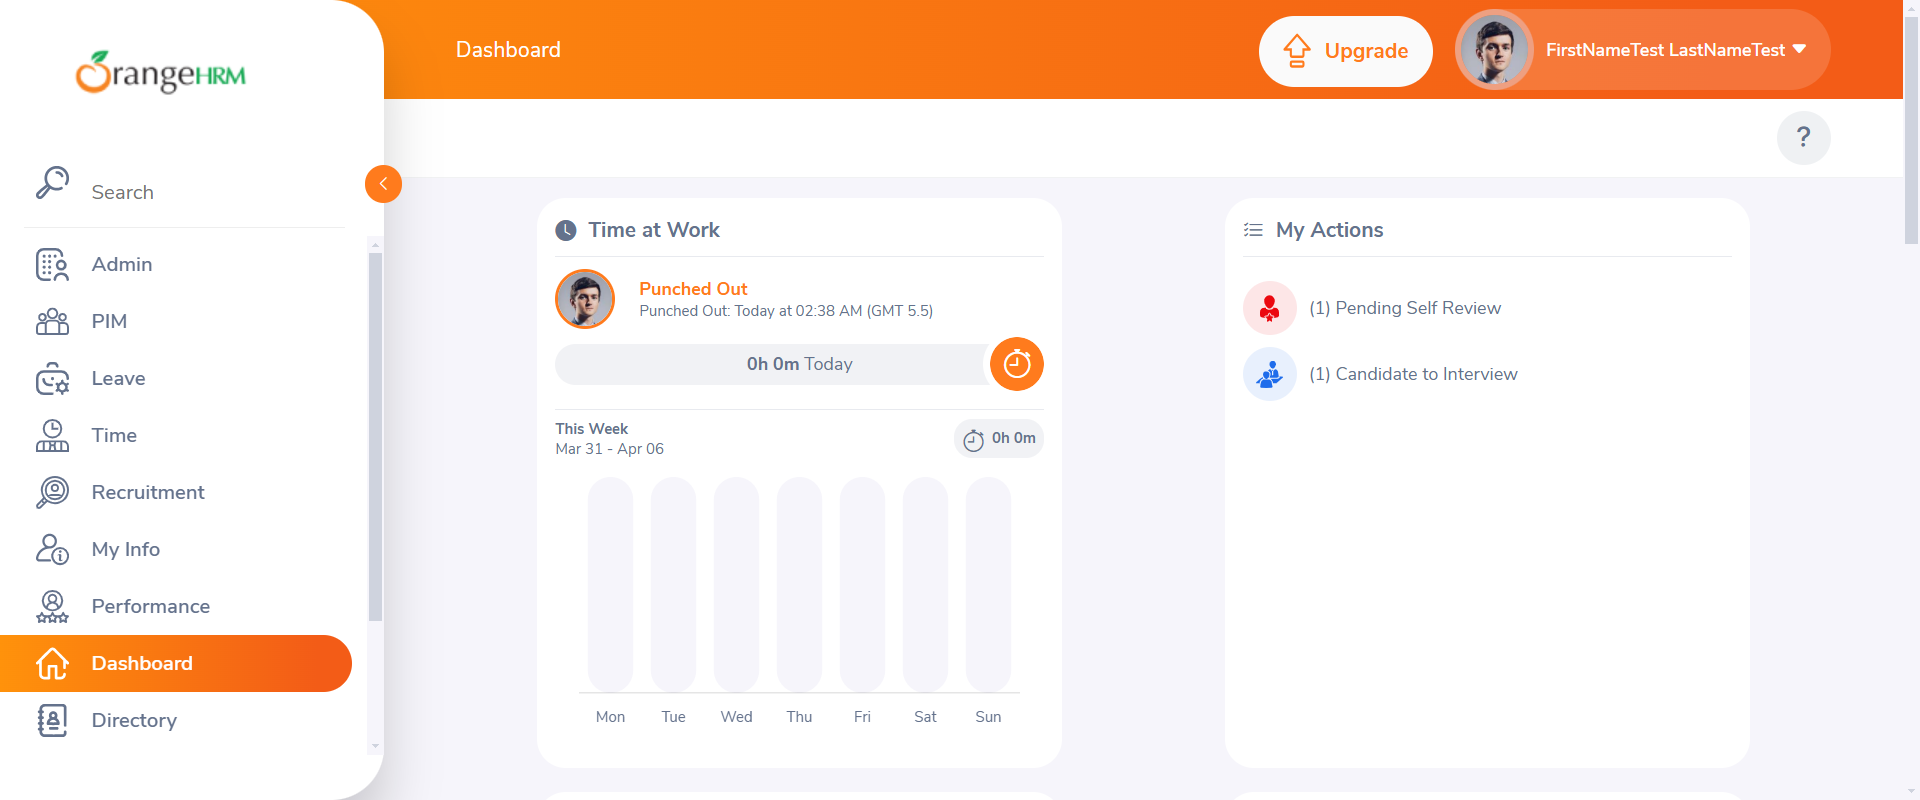 OrangeHRM
Search
Admin
PIM
Leave
Time
Recruitment
My Info
Performance
Dashboard
Directory
Dashboard
Upgrade
FirstNameTest LastNameTest
?
Time at Work
Punched Out
Punched Out: Today at 02:38 AM (GMT 5.5)
0h 0m Today
This Week
Mar 31 - Apr 06
0h 0m
Mon Tue Wed Thu Fri Sat Sun
My Actions
(1) Pending Self Review
(1) Candidate to Interview